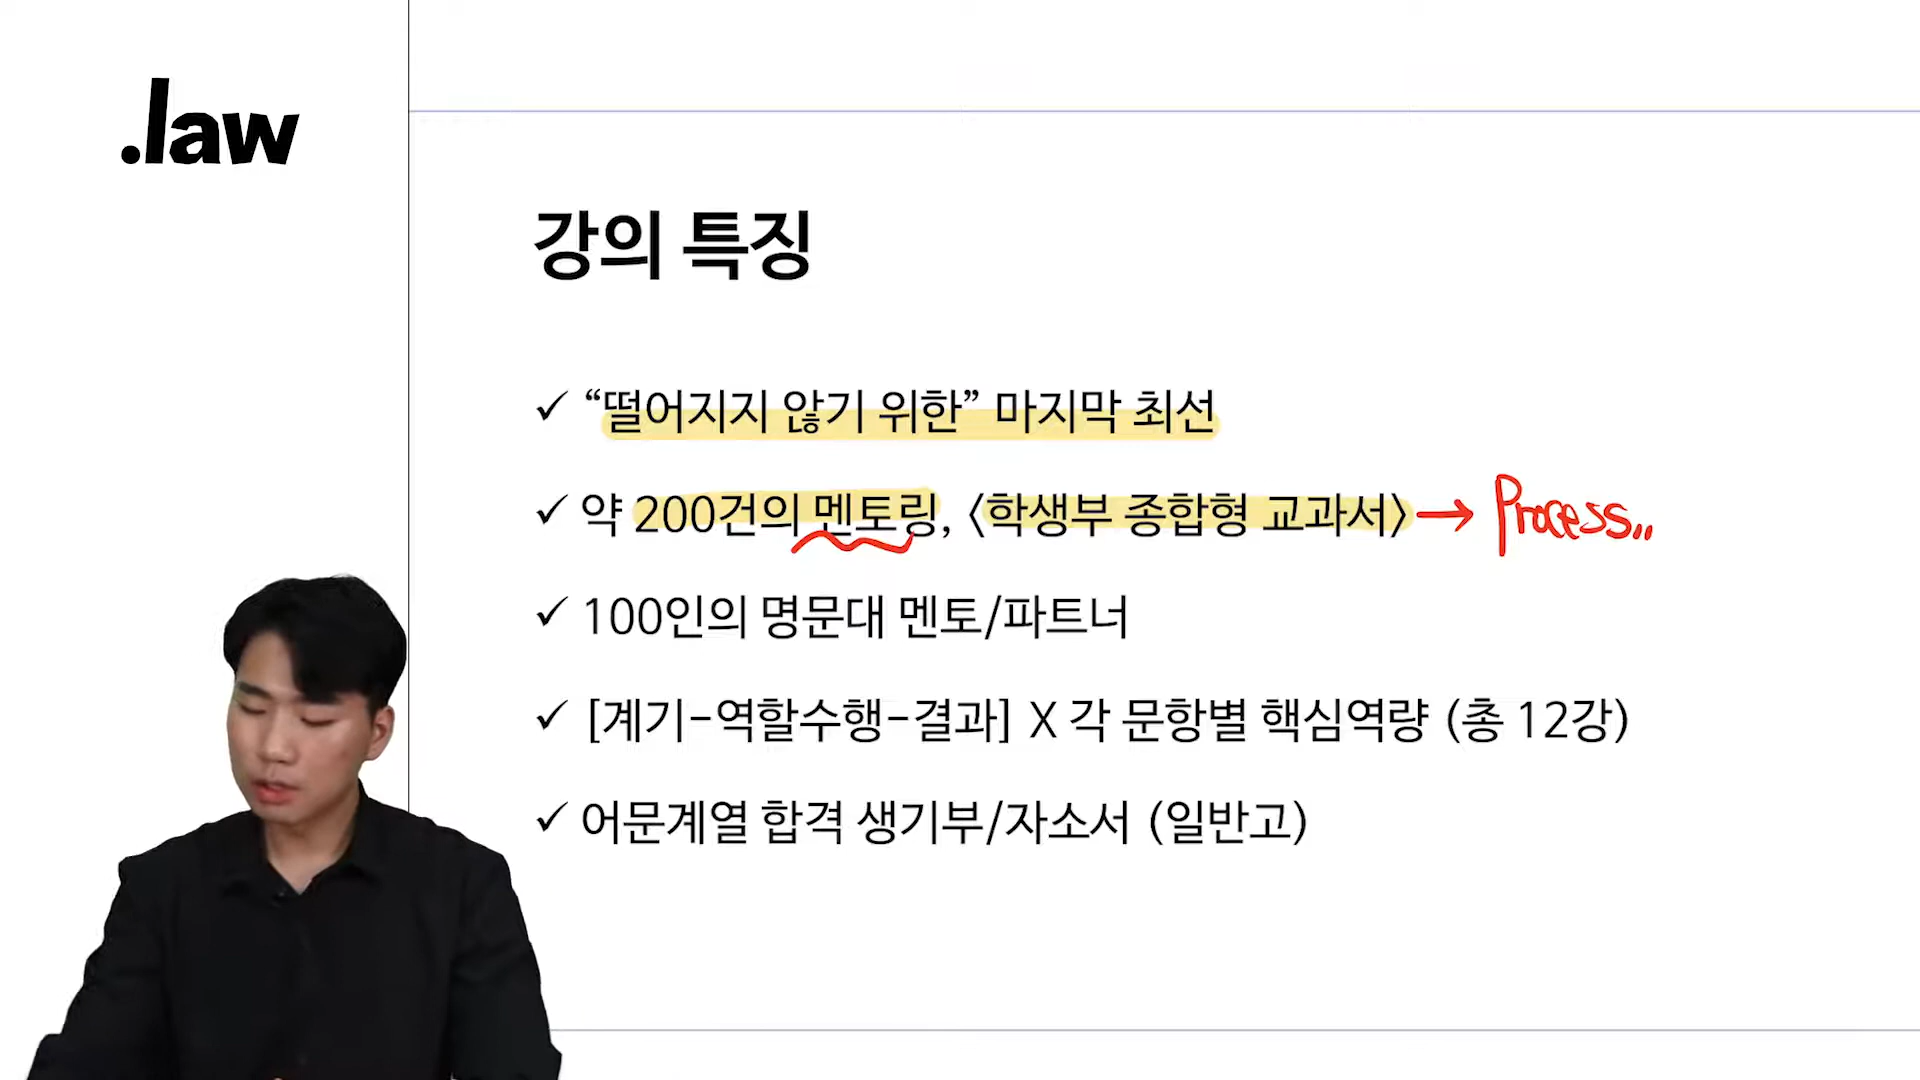 .law
강의 특징
✓ “떨어지지 않기 위한” 마지막 최선
✓ 약 200건의 멘토링, 〈학생부 종합형 교과서〉 → Process..
✓ 100인의 명문대 멘토/파트너
✓ [계기-역할수행-결과] X 각 문항별 핵심역량 (총 12강)
✓ 어문계열 합격 생기부/자소서 (일반고)